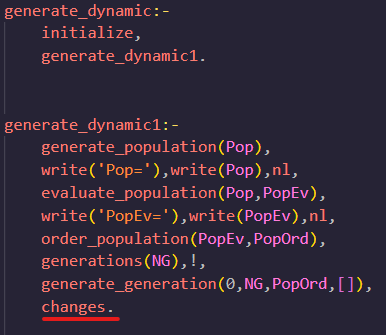 generate_dynamic:-
    initialize,
    generate_dynamic1.
generate_dynamic1:-
    generate_population(Pop),
    write('Pop='),write(Pop),nl,
    evaluate_population(Pop,PopEv),
    write('PopEv='),write(PopEv),nl,
    order_population(PopEv,PopOrd),
    generations(NG),!,
    generate_generation(0,NG,PopOrd,[]),
    changes.